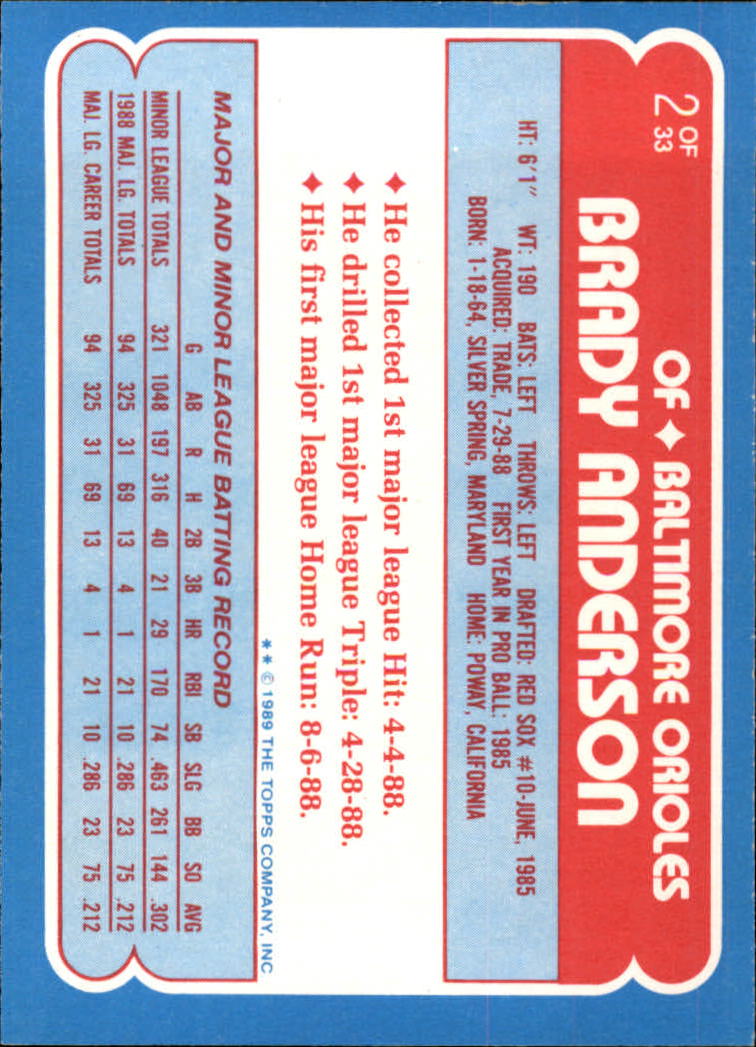 2 OF 33
OF ♦ BALTIMORE ORIOLES
BRADY ANDERSON
HT: 6'1" WT: 190 BATS: LEFT THROWS: LEFT DRAFTED: RED SOX #10-JUNE, 1985
ACQUIRED: TRADE, 7-29-88 FIRST YEAR IN PRO BALL: 1985
BORN: 1-18-64, SILVER SPRING, MARYLAND HOME: POWAY, CALIFORNIA
♦ He collected 1st major league Hit: 4-4-88.
♦ He drilled 1st major league Triple: 4-28-88.
♦ His first major league Home Run: 8-6-88.
** © 1989 THE TOPPS COMPANY, INC
MAJOR AND MINOR LEAGUE BATTING RECORD
G AB R H 2B 3B HR RBI SB SLG BB SO AVG
MINOR LEAGUE TOTALS 321 1048 197 316 40 21 29 170 74 .463 261 144 .302
1988 MAJ. LG. TOTALS 94 325 31 69 13 4 1 21 10 .286 23 75 .212
MAJ. LG. CAREER TOTALS 94 325 31 69 13 4 1 21 10 .286 23 75 .212